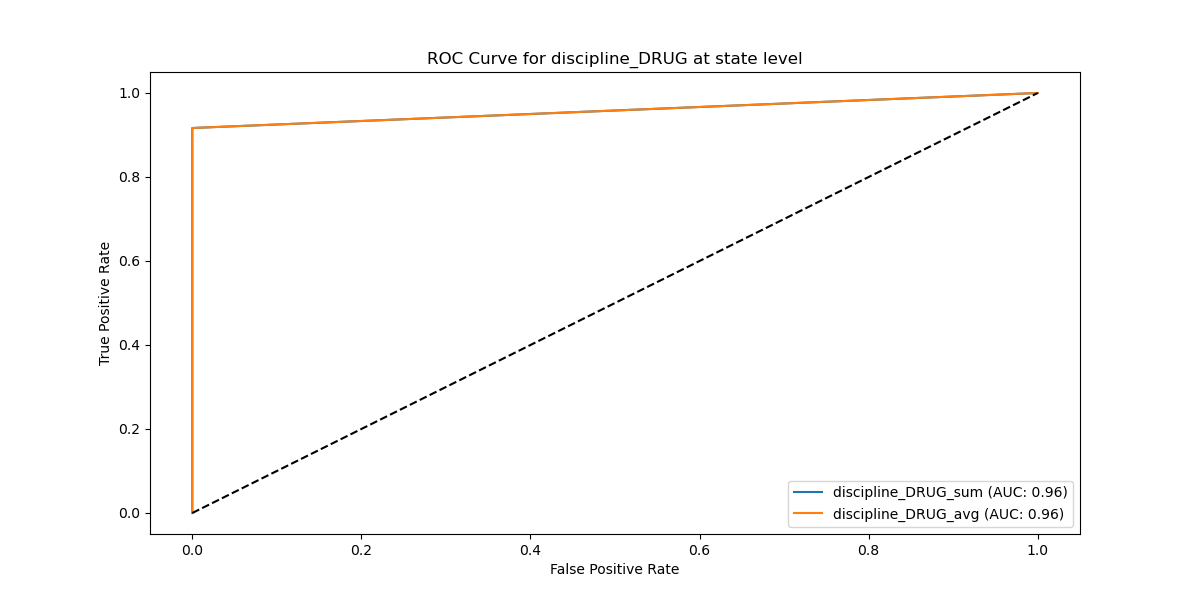 ROC Curve for discipline_DRUG at state level
True Positive Rate
1.0
0.8
0.6
0.4
0.2
0.0
0.0 0.2 0.4 0.6 0.8 1.0
False Positive Rate
discipline_DRUG_sum (AUC: 0.96)
discipline_DRUG_avg (AUC: 0.96)